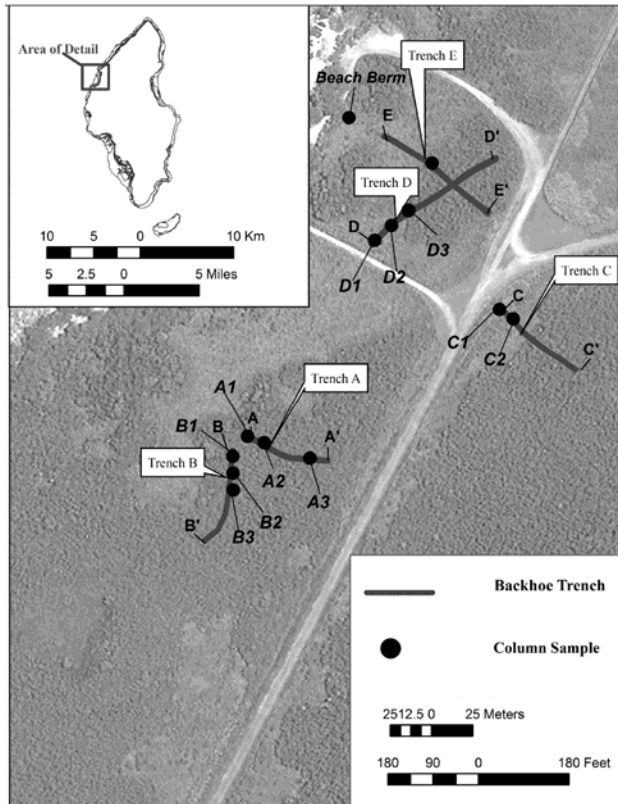 Area of Detail
10 5 0 10 Km
5 2.5 0 5 Miles
Trench E
Beach Berm
E
D'
Trench D
E'
D
D1
D2
D3
C
Trench C
C1
C2
C'
A1
A
Trench A
A'
B1
B
Trench B
A2
A3
B2
B'
B3
Backhoe Trench
Column Sample
2512.5 0 25 Meters
180 90 0 180 Feet